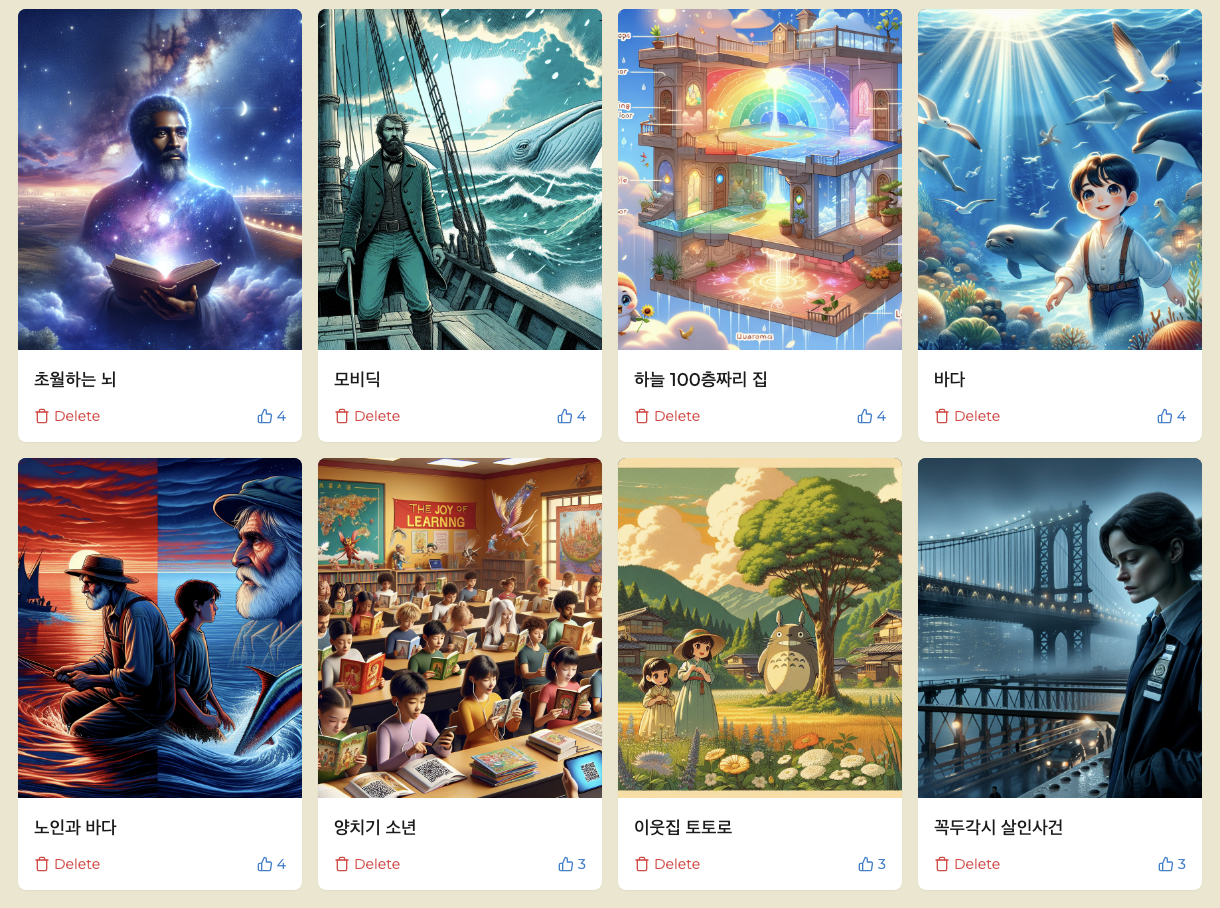 초월하는 뇌
모비딕
하늘 100층짜리 집
바다
Delete 4
Delete 4
Delete 4
Delete 4
THE JOY OF
LEARNNG
Quarama
노인과 바다
양치기 소년
이웃집 토토로
꼭두각시 살인사건
Delete 4
Delete 3
Delete 3
Delete 3